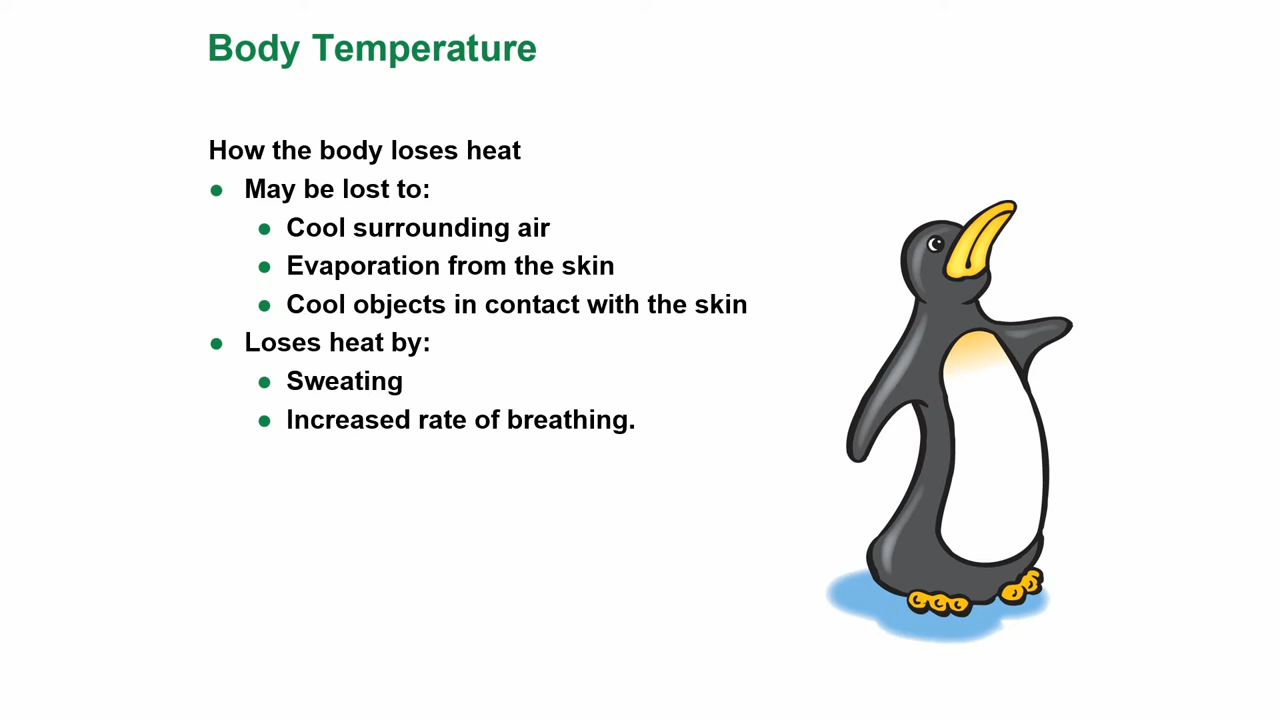 Body Temperature
How the body loses heat
● May be lost to:
● Cool surrounding air
● Evaporation from the skin
● Cool objects in contact with the skin
● Loses heat by:
● Sweating
● Increased rate of breathing.